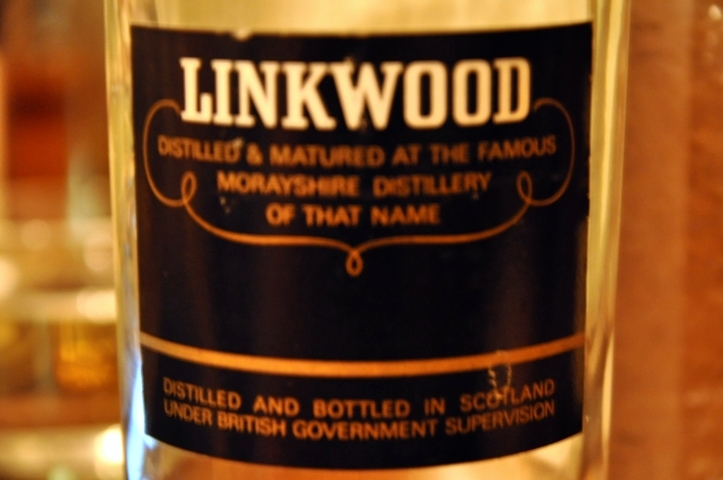 LINKWOOD
DISTILLED & MATURED AT THE FAMOUS
MORAYSHIRE DISTILLERY
OF THAT NAME
DISTILLED AND BOTTLED IN SCOTLAND
UNDER BRITISH GOVERNMENT SUPERVISION